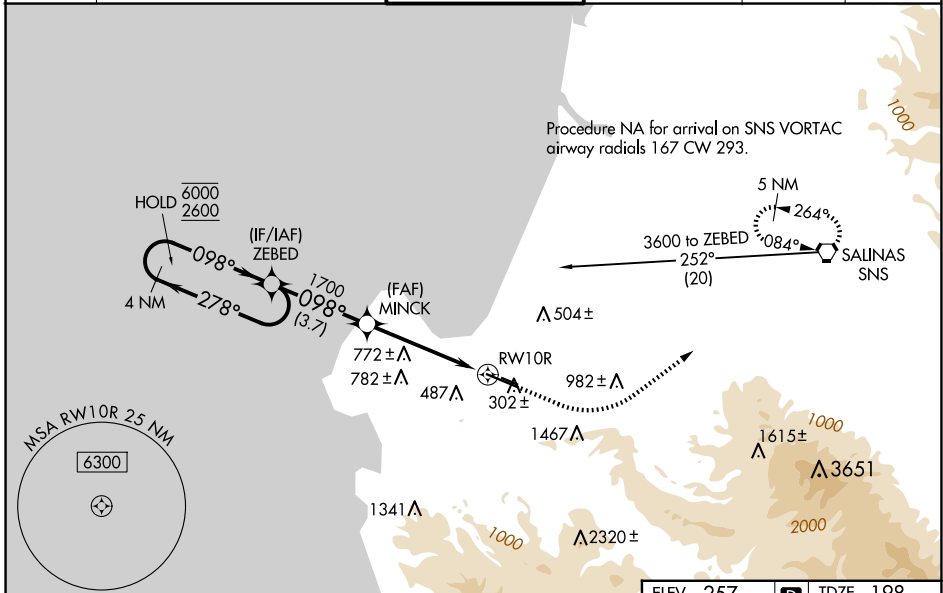 1000
Procedure NA for arrival on SNS VORTAC
airway radials 167 CW 293.
5 NM
264°
084°
SALINAS
SNS
3600 to ZEBED
252°
(20)
HOLD 6000
2600
(IF/IAF)
ZEBED
098°
278°
4 NM
1700
098°
(3.7)
(FAF)
MINCK
504±
772±
782±
487
RW10R
302±
982±
1467
1615±
1000
3651
2000
1341
1000
2320±
MSA RW10R 25 NM
6300
ELEV 257 D TDZE 198